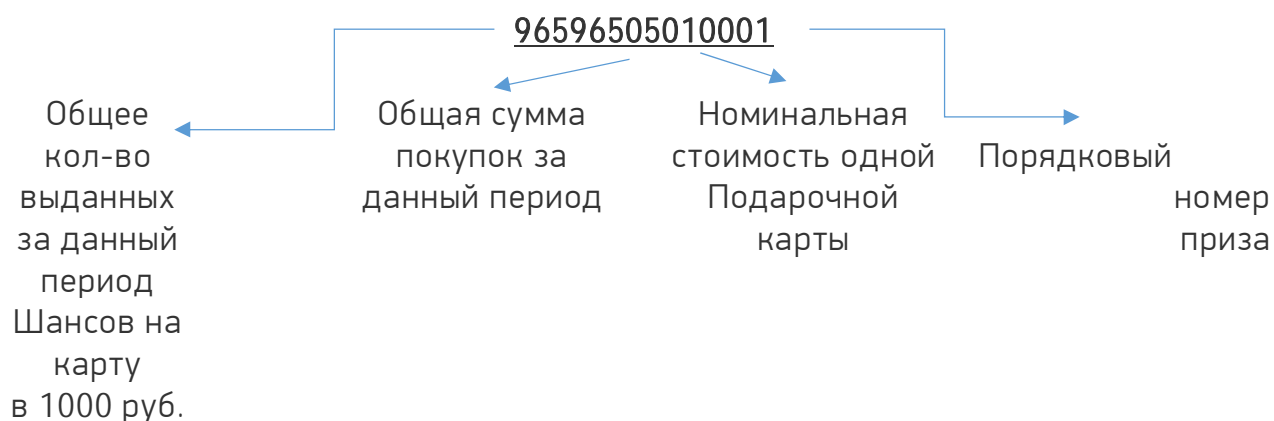 96596505010001
Общее
кол-во
выданных
за данный
период
Шансов на
карту
в 1000 руб.
Общая сумма
покупок за
данный период
Номинальная
стоимость одной
Подарочной
карты
Порядковый
номер
приза